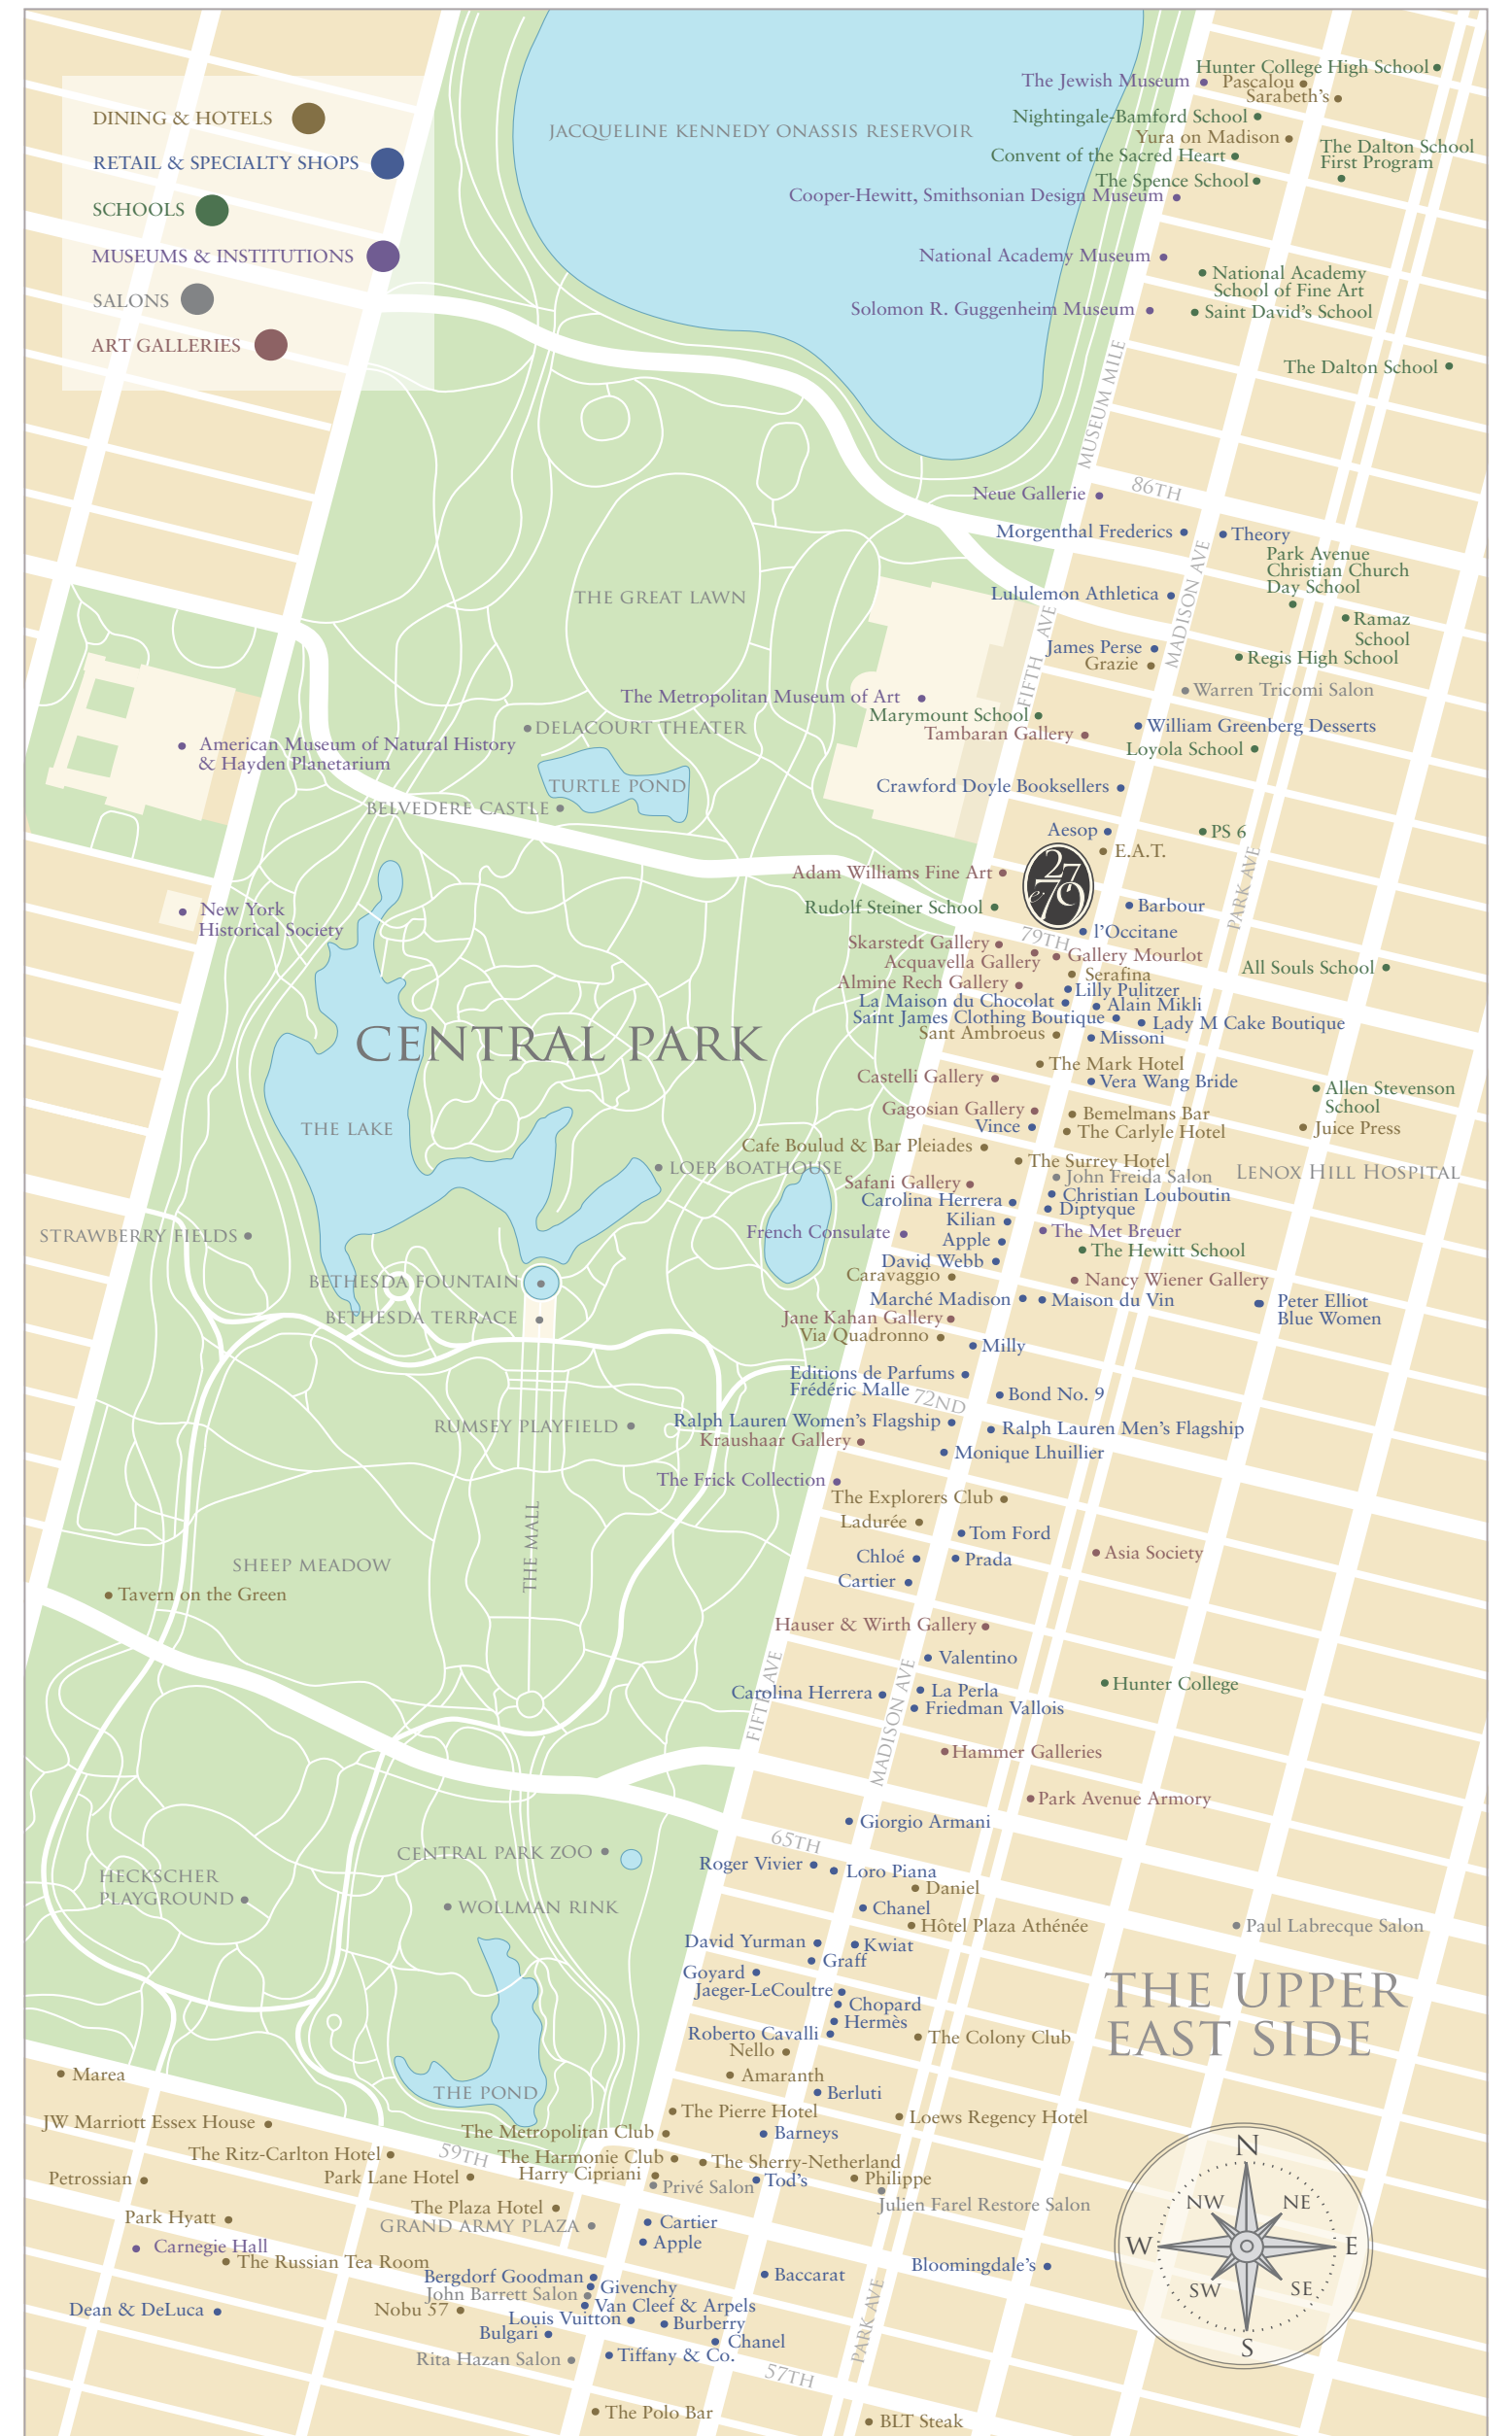 DINING & HOTELS
RETAIL & SPECIALTY SHOPS
SCHOOLS
MUSEUMS & INSTITUTIONS
SALONS
ART GALLERIES
JACQUELINE KENNEDY ONASSIS RESERVOIR
Hunter College High School
The Jewish Museum
Pascalou
Sarabeth's
Nightingale-Bamford School
Yura on Madison
The Dalton School
First Program
Convent of the Sacred Heart
The Spence School
Cooper-Hewitt, Smithsonian Design Museum
National Academy Museum
National Academy
School of Fine Art
Solomon R. Guggenheim Museum
Saint David's School
The Dalton School
MUSEUM MILE
86TH
Neue Gallerie
Morgenthal Frederics
Theory
Park Avenue
Christian Church
Day School
Lululemon Athletica
MADISON AVE
Ramaz
School
THE GREAT LAWN
FIFTH AVE
James Perse
Grazie
Regis High School
Warren Tricomi Salon
The Metropolitan Museum of Art
Marymount School
DELACOURT THEATER
Tambaran Gallery
William Greenberg Desserts
Loyola School
American Museum of Natural History
& Hayden Planetarium
TURTLE POND
Crawford Doyle Booksellers
BELVEDERE CASTLE
Aesop
PS 6
E.A.T.
Adam Williams Fine Art
27
e79
PARK AVE
Rudolf Steiner School
Barbour
New York
Historical Society
l'Occitane
79TH
Skarstedt Gallery
Gallery Mourlot
Acquavella Gallery
All Souls School
Serafina
Almine Rech Gallery
Lilly Pulitzer
La Maison du Chocolat
Alain Mikli
Saint James Clothing Boutique
Lady M Cake Boutique
Sant Ambroeus
Missoni
CENTRAL PARK
The Mark Hotel
Castelli Gallery
Vera Wang Bride
Allen Stevenson
School
Gagosian Gallery
Bemelmans Bar
Vince
The Carlyle Hotel
Juice Press
THE LAKE
Cafe Boulud & Bar Pleiades
The Surrey Hotel
LOEB BOATHOUSE
LENOX HILL HOSPITAL
John Freida Salon
Safani Gallery
Christian Louboutin
Carolina Herrera
Diptyque
Kilian
STRAWBERRY FIELDS
French Consulate
The Met Breuer
Apple
The Hewitt School
David Webb
Caravaggio
BETHESDA FOUNTAIN
Nancy Wiener Gallery
Marché Madison
Maison du Vin
Peter Elliot
Blue Women
BETHESDA TERRACE
Jane Kahan Gallery
Via Quadronno
Milly
Editions de Parfums
Frédéric Malle
72ND
Bond No. 9
RUMSEY PLAYFIELD
Ralph Lauren Women's Flagship
Ralph Lauren Men's Flagship
Kraushaar Gallery
Monique Lhuillier
The Frick Collection
The Explorers Club
Ladurée
THE MALL
Tom Ford
SHEEP MEADOW
Chloé
Prada
Asia Society
Cartier
Tavern on the Green
Hauser & Wirth Gallery
Valentino
FIFTH AVE
MADISON AVE
Hunter College
Carolina Herrera
La Perla
Friedman Vallois
Hammer Galleries
Park Avenue Armory
Giorgio Armani
65TH
CENTRAL PARK ZOO
Roger Vivier
Loro Piana
HECKSCHER
PLAYGROUND
Daniel
WOLLMAN RINK
Chanel
Hôtel Plaza Athénée
Paul Labrecque Salon
David Yurman
Kwiat
Graff
Goyard
Jaeger-LeCoultre
Chopard
THE UPPER
EAST SIDE
Hermès
Roberto Cavalli
The Colony Club
Nello
Marea
Amaranth
THE POND
Berluti
The Pierre Hotel
Loews Regency Hotel
JW Marriott Essex House
The Metropolitan Club
Barneys
The Ritz-Carlton Hotel
59TH
The Harmonie Club
The Sherry-Netherland
Petrossian
Park Lane Hotel
Harry Cipriani
Privé Salon
Tod's
Philippe
Julien Farel Restore Salon
The Plaza Hotel
Park Hyatt
GRAND ARMY PLAZA
Cartier
Apple
Carnegie Hall
The Russian Tea Room
Bloomingdale's
Bergdorf Goodman
Baccarat
John Barrett Salon
Givenchy
Van Cleef & Arpels
Dean & DeLuca
Nobu 57
Louis Vuitton
Burberry
Bulgari
Chanel
Rita Hazan Salon
Tiffany & Co.
57TH
PARK AVE
The Polo Bar
BLT Steak
N
NW
NE
W
E
SW
SE
S